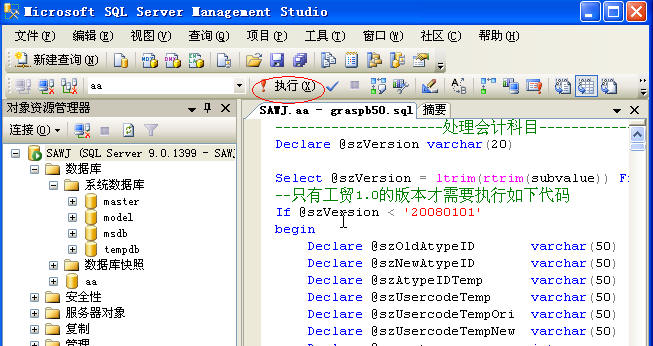 Microsoft SQL Server Management Studio
文件(F) 编辑(E) 视图(V) 查询(Q) 项目(P) 工具(T) 窗口(W) 社区(C) 帮助(H)
新建查询(N)
aa 执行(X)
对象资源管理器
SAWJ.aa - graspb50.sql 摘要
连接(O)
SAWJ (SQL Server 9.0.1399 - SAWJ
数据库
系统数据库
master
model
msdb
tempdb
数据库快照
aa
安全性
服务器对象
复制
管理
----------------------处理会计科目-------------
Declare @szVersion varchar(20)
Select @szVersion = ltrim(rtrim(subvalue))
--只有工贸1.0的版本才需要执行如下代码
If @szVersion < '20080101'
begin
Declare @szOldAtypeID varchar(50)
Declare @szNewAtypeID varchar(50)
Declare @szAtypeIDTemp varchar(50)
Declare @szUsercodeTemp varchar(50)
Declare @szUsercodeTempOri varchar(50)
Declare @szUsercodeTempNew varchar(50)